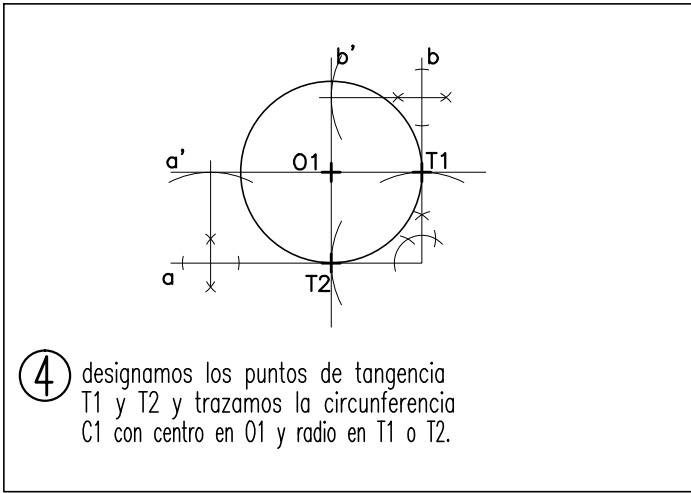 b' b
a' O1 T1
a
T2
4 designamos los puntos de tangencia
T1 y T2 y trazamos la circunferencia
C1 con centro en O1 y radio en T1 o T2.